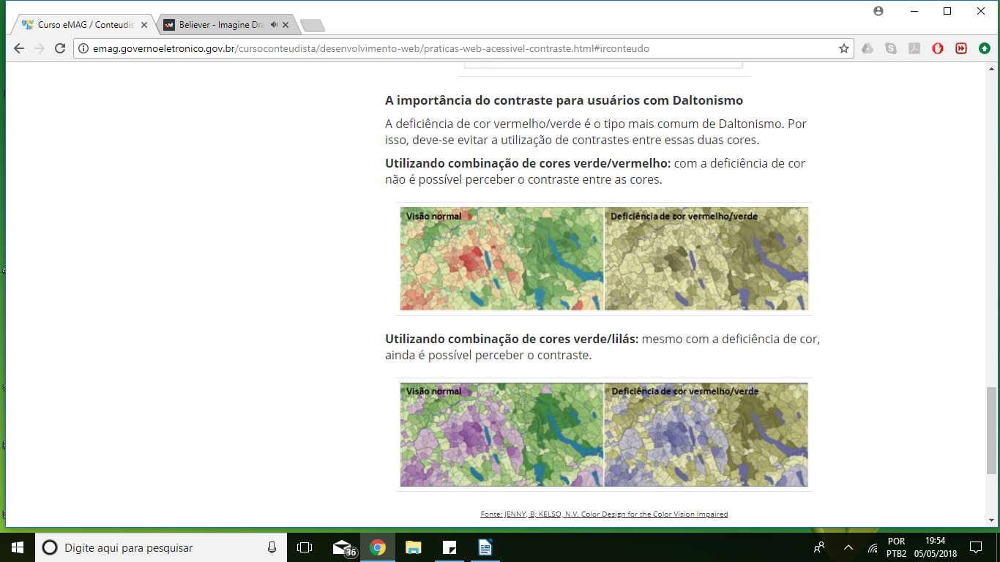 Curso eMAG / Conteudis
Believer - Imagine Dra
emag.governoeletronico.gov.br/cursoconteudista/desenvolvimento-web/praticas-web-acessivel-contraste.html#irconteudo
A importância do contraste para usuários com Daltonismo
A deficiência de cor vermelho/verde é o tipo mais comum de Daltonismo. Por
isso, deve-se evitar a utilização de contrastes entre essas duas cores.
Utilizando combinação de cores verde/vermelho: com a deficiência de cor
não é possível perceber o contraste entre as cores.
Visão normal
Deficiência de cor vermelho/verde
Utilizando combinação de cores verde/lilás: mesmo com a deficiência de cor,
ainda é possível perceber o contraste.
Visão normal
Deficiência de cor vermelho/verde
Fonte: JENNY, B; KELSO, N.V. Color Design for the Color Vision Impaired
Digite aqui para pesquisar
36
POR
PTB2
19:54
05/05/2018